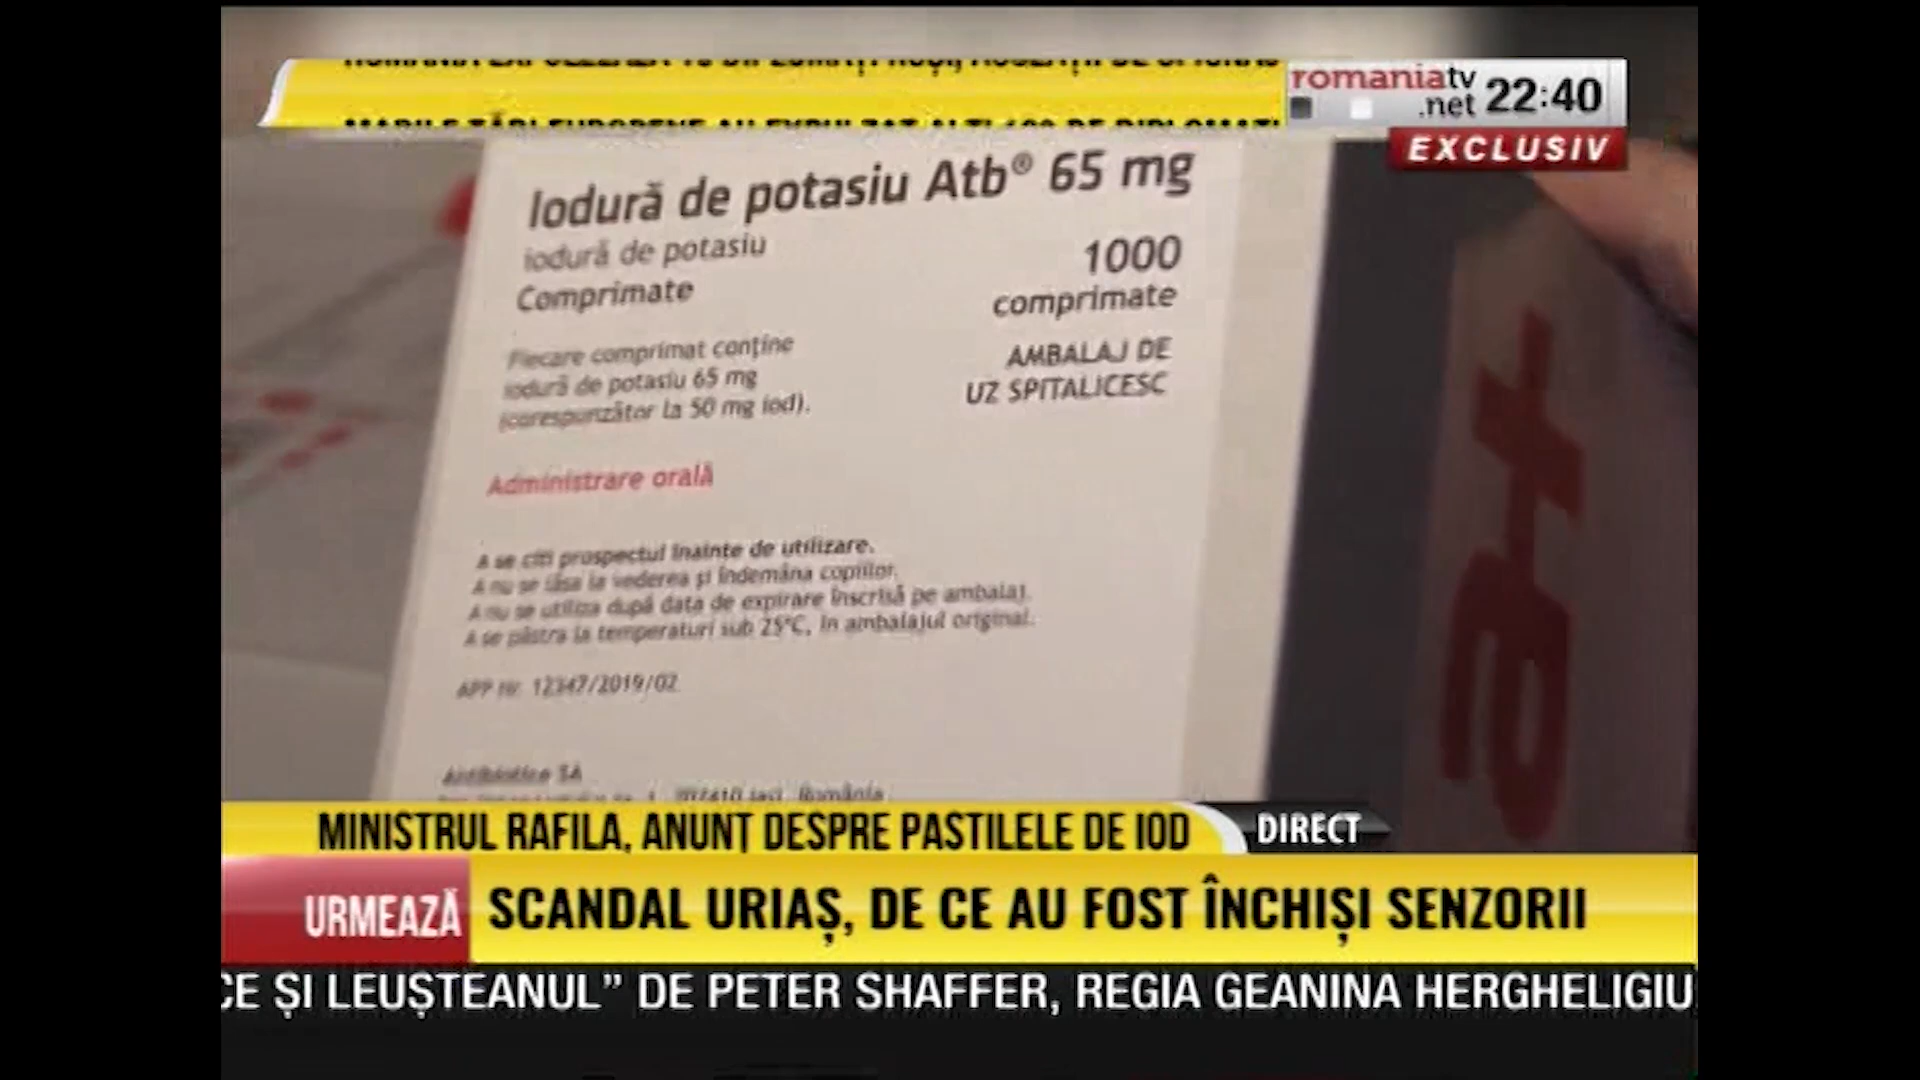 romaniatv
.net 22:40
EXCLUSIV
Iodură de potasiu Atb® 65 mg
iodură de potasiu
Comprimate
1000
comprimate
Fiecare comprimat conține
iodură de potasiu 65 mg
(corespunzător la 50 mg iod).
AMBALAJ DE
UZ SPITALICESC
Administrare orală
A se citi prospectul înainte de utilizare.
A nu se lăsa la vederea și îndemâna copiilor.
A nu se utiliza după data de expirare înscrisă pe ambalaj.
A se păstra la temperaturi sub 25°C, în ambalajul original.
APP Nr. 12347/2019/02
Antibiotice SA
Iași, România
MINISTRUL RAFILA, ANUNȚ DESPRE PASTILELE DE IOD
DIRECT
URMEAZĂ
SCANDAL URIAȘ, DE CE AU FOST ÎNCHIȘI SENZORII
CE ȘI LEUȘTEANUL” DE PETER SHAFFER, REGIA GEANINA HERGHELIGIU